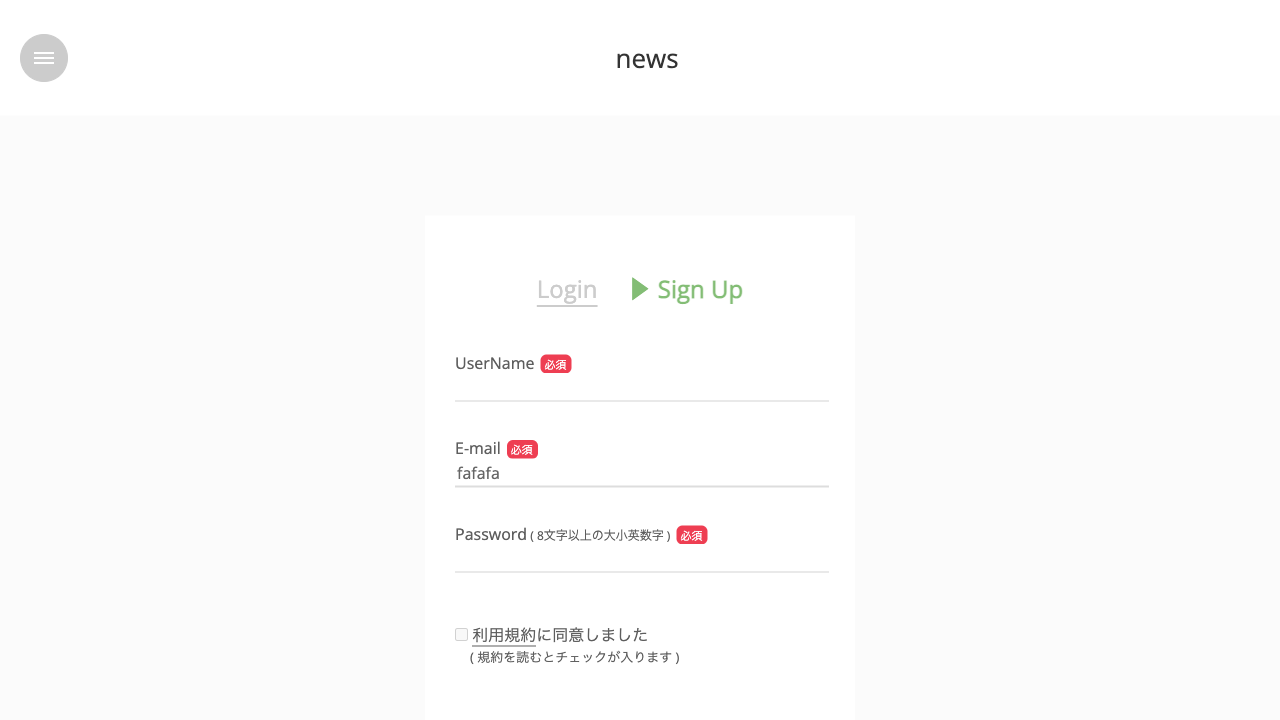 news
Login Sign Up
UserName 必須
E-mail 必須
fafafa
Password ( 8文字以上の大小英数字 ) 必須
利用規約に同意しました
( 規約を読むとチェックが入ります )